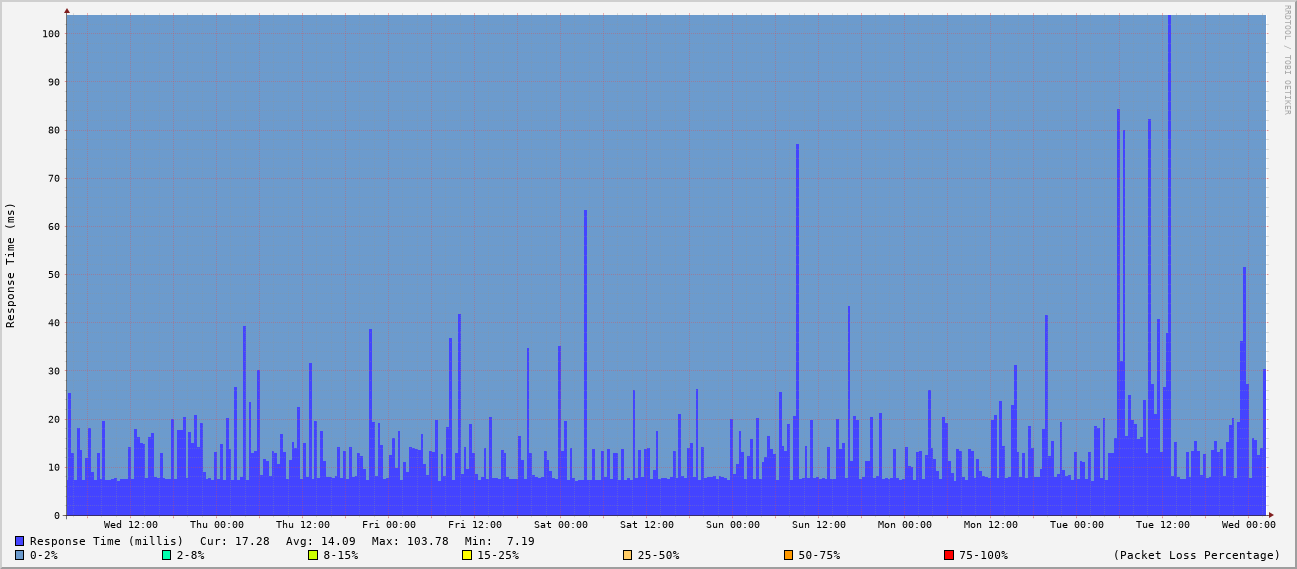 RRDTOOL / TOBI OETIKER
Response Time (ms)
100
90
80
70
60
50
40
30
20
10
0
Wed 12:00 Thu 00:00 Thu 12:00 Fri 00:00 Fri 12:00 Sat 00:00 Sat 12:00 Sun 00:00 Sun 12:00 Mon 00:00 Mon 12:00 Tue 00:00 Tue 12:00 Wed 00:00
Response Time (millis) Cur: 17.28 Avg: 14.09 Max: 103.78 Min: 7.19
0-2% 2-8% 8-15% 15-25% 25-50% 50-75% 75-100% (Packet Loss Percentage)